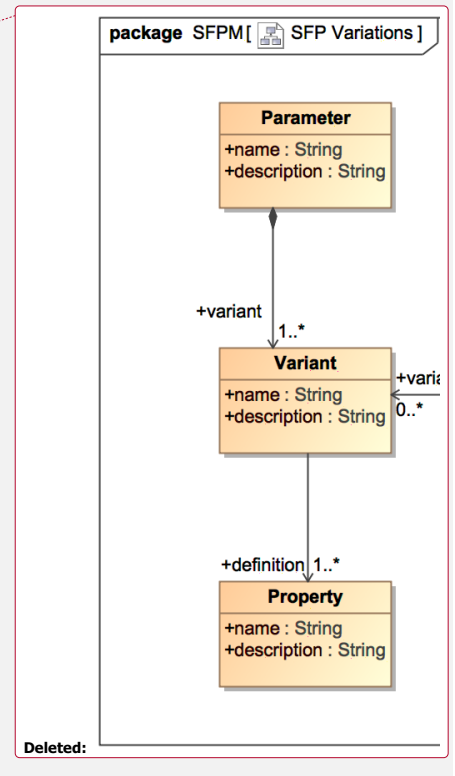 package SFPM[ SFP Variations ]
Parameter
+name : String
+description : String
+variant
1..*
Variant
+name : String
+description : String
+varia
0..*
+definition 1..*
Property
+name : String
+description : String
Deleted: